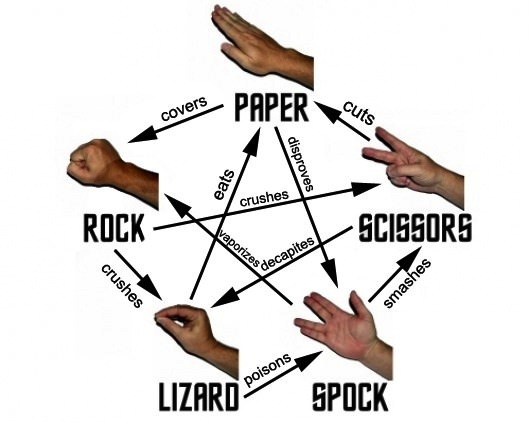 PAPER
covers
cuts
disproves
eats
crushes
ROCK
SCISSORS
vaporizes
decapites
crushes
smashes
poisons
LIZARD
SPOCK